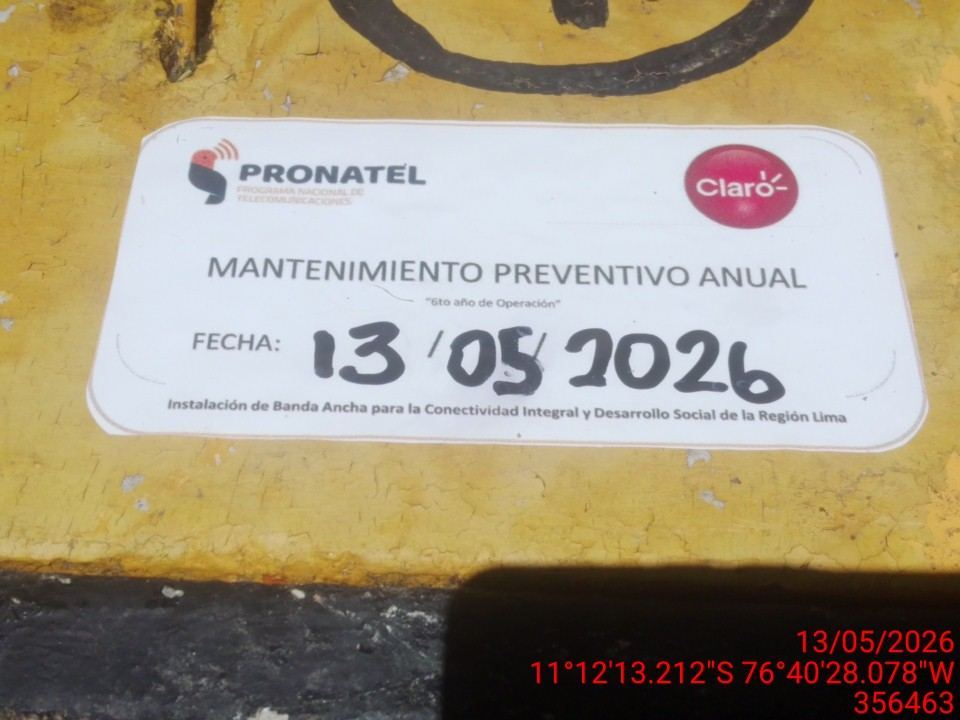 PRONATEL
PROGRAMA NACIONAL DE
TELECOMUNICACIONES
Claro
MANTENIMIENTO PREVENTIVO ANUAL
"6to año de Operación"
FECHA: 13/05/2026
Instalación de Banda Ancha para la Conectividad Integral y Desarrollo Social de la Región Lima
13/05/2026
11°12'13.212"S 76°40'28.078"W
356463